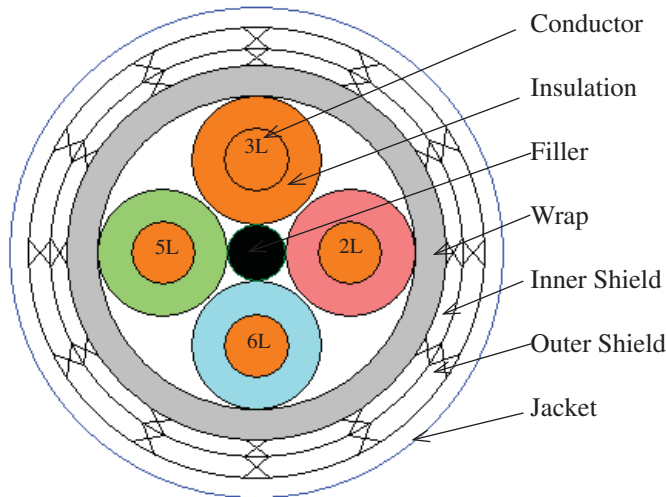 Conductor
Insulation
Filler
Wrap
Inner Shield
Outer Shield
Jacket
3L
5L
2L
6L